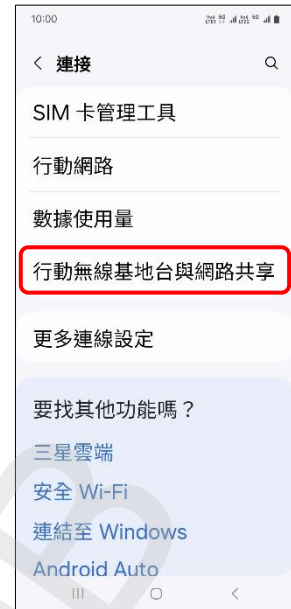 10:00
連接
SIM 卡管理工具
行動網路
數據使用量
行動無線基地台與網路共享
更多連線設定
要找其他功能嗎？
三星雲端
安全 Wi-Fi
連結至 Windows
Android Auto